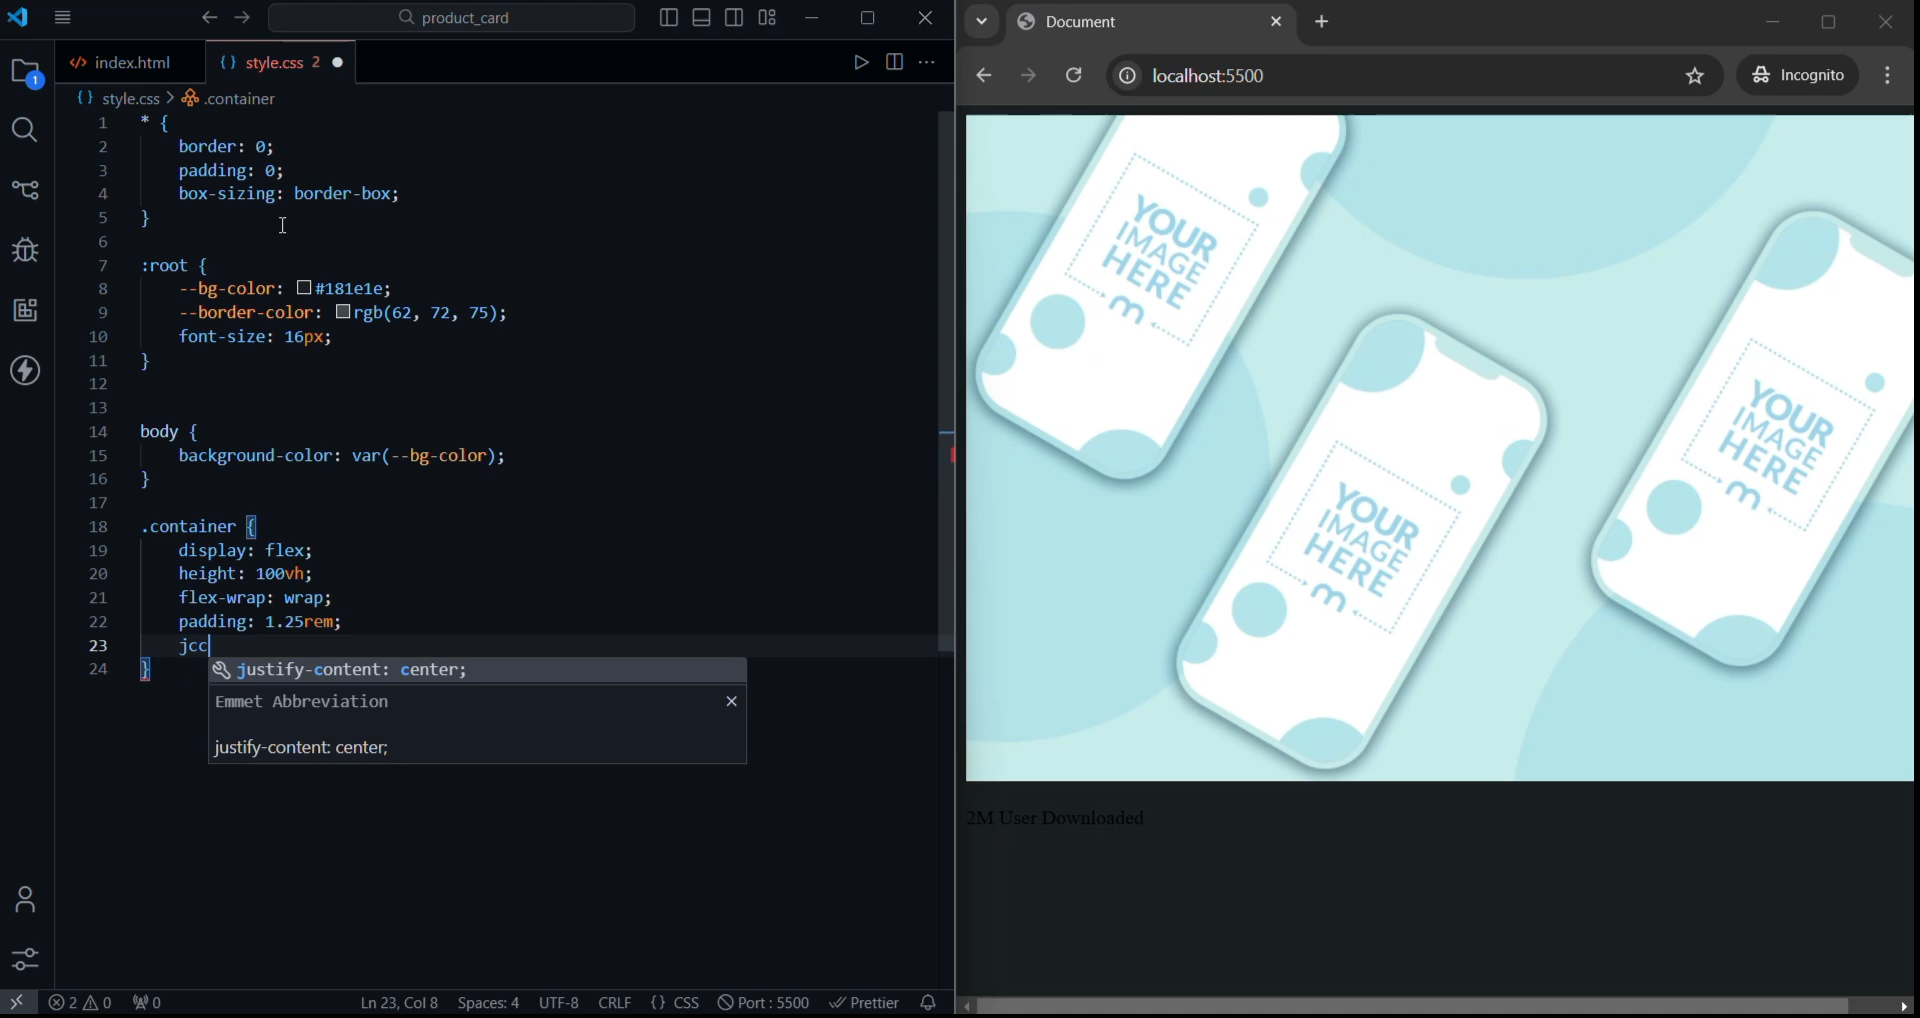 product_card
index.html
style.css 2
style.css > .container
1 * {
2 border: 0;
3 padding: 0;
4 box-sizing: border-box;
5 }
6
7 :root {
8 --bg-color: #181e1e;
9 --border-color: rgb(62, 72, 75);
10 font-size: 16px;
11 }
12
13
14 body {
15 background-color: var(--bg-color);
16 }
17
18 .container {
19 display: flex;
20 height: 100vh;
21 flex-wrap: wrap;
22 padding: 1.25rem;
23 jcc
24 }
justify-content: center;
Emmet Abbreviation
justify-content: center;
1
2 0 0
Ln 23, Col 8 Spaces: 4 UTF-8 CRLF {} CSS Port : 5500 Prettier
Document
localhost:5500
Incognito
YOUR
IMAGE
HERE
YOUR
IMAGE
HERE
YOUR
IMAGE
HERE
2M User Downloaded